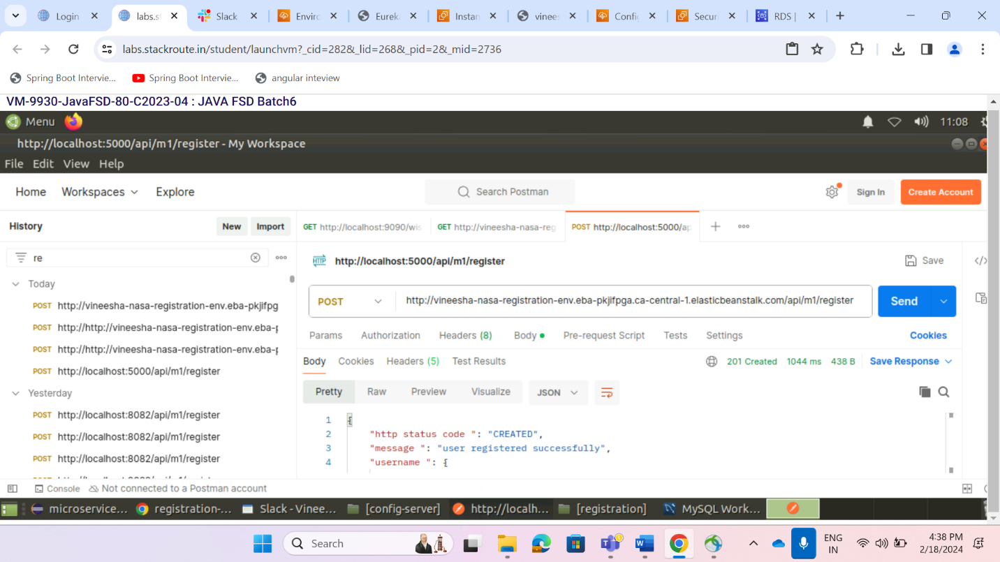 Login
labs.st
Slack
Enviro
Eureka
Instan
vinees
Config
Securi
RDS |
labs.stackroute.in/student/launchvm?_cid=282&_lid=268&_pid=2&_mid=2736
Spring Boot Intervie...
Spring Boot Intervie...
angular inteview
VM-9930-JavaFSD-80-C2023-04 : JAVA FSD Batch6
Menu
11:08
http://localhost:5000/api/m1/register - My Workspace
File Edit View Help
Home Workspaces Explore
Search Postman
Sign In
Create Account
History
New
Import
GET http://localhost:9090/wis
GET http://vineesha-nasa-reg
POST http://localhost:5000/ap
re
HTTP http://localhost:5000/api/m1/register
Save
</>
Today
POST http://vineesha-nasa-registration-env.eba-pkjifpg
POST http://http://vineesha-nasa-registration-env.eba-p
POST http://http://vineesha-nasa-registration-env.eba-p
POST http://localhost:5000/api/m1/register
Yesterday
POST http://localhost:8082/api/m1/register
POST http://localhost:8082/api/m1/register
POST http://localhost:8082/api/m1/register
POST http://vineesha-nasa-registration-env.eba-pkjifpga.ca-central-1.elasticbeanstalk.com/api/m1/register
Send
Params Authorization Headers (8) Body Pre-request Script Tests Settings Cookies
Body Cookies Headers (5) Test Results
201 Created 1044 ms 438 B Save Response
Pretty Raw Preview Visualize JSON
1 {
2 "http status code ": "CREATED",
3 "message ": "user registered successfully",
4 "username ": {
Console Not connected to a Postman account
microservice...
registration-...
Slack - Vinee...
[config-server]
http://localh...
[registration]
MySQL Work...
Search
ENG
IN
4:38 PM
2/18/2024